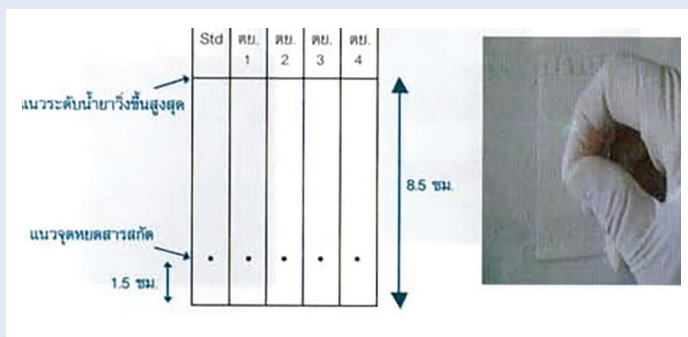 Std ตย. ตย. ตย. ตย.
1 2 3 4
แนวระดับน้ำยาวิ่งขึ้นสูงสุด
8.5 ซม.
แนวจุดหยดสารสกัด
1.5 ซม.